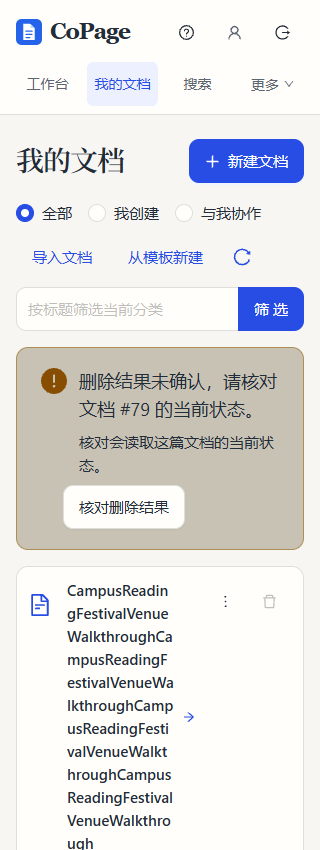 CoPage
工作台 我的文档 搜索 更多
我的文档
新建文档
全部 我创建 与我协作
导入文档 从模板新建
按标题筛选当前分类 筛 选
删除结果未确认，请核对
文档 #79 的当前状态。
核对会读取这篇文档的当前状
态。
核对删除结果
CampusReadin
gFestivalVenue
WalkthroughCa
mpusReadingF
estivalVenueWa
lkthroughCamp
usReadingFesti
valVenueWalkt
hroughCampus
ReadingFestival
VenueWalkthro
ugh